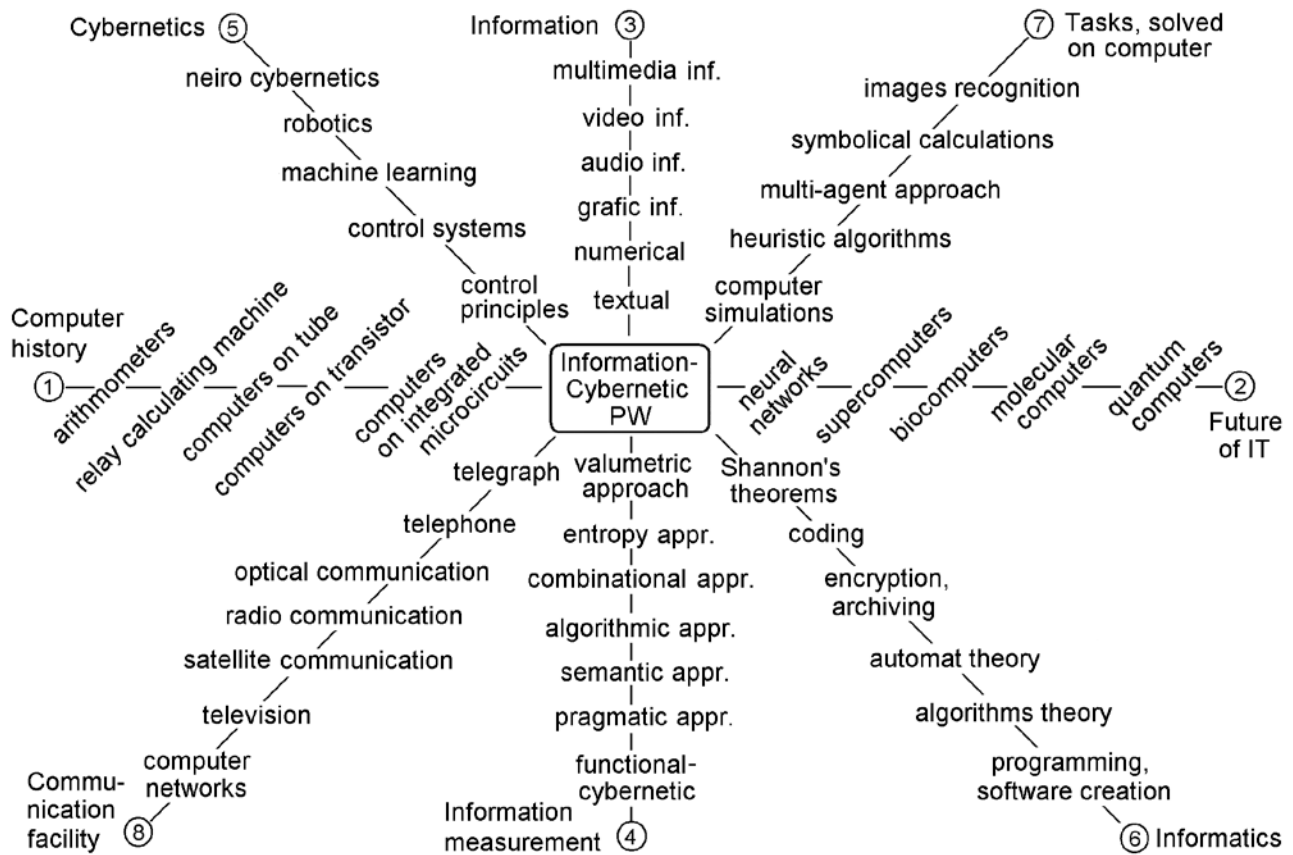 Cybernetics 5
neiro cybernetics
robotics
machine learning
control systems
control
principles
Information 3
multimedia inf.
video inf.
audio inf.
grafic inf.
numerical
textual
7 Tasks, solved
on computer
images recognition
symbolical calculations
multi-agent approach
heuristic algorithms
computer
simulations
Computer
history
1
arithmometers
relay calculating machine
computers on tube
computers on transistor
computers
on integrated
microcircuits
Information-
Cybernetic
PW
neural
networks
supercomputers
biocomputers
molecular
computers
quantum
computers
2
Future
of IT
telegraph
telephone
optical communication
radio communication
satellite communication
television
computer
networks
Commu-
nication
facility 8
valumetric
approach
entropy appr.
combinational appr.
algorithmic appr.
semantic appr.
pragmatic appr.
functional-
cybernetic
Information
measurement 4
Shannon's
theorems
coding
encryption,
archiving
automat theory
algorithms theory
programming,
software creation
6 Informatics